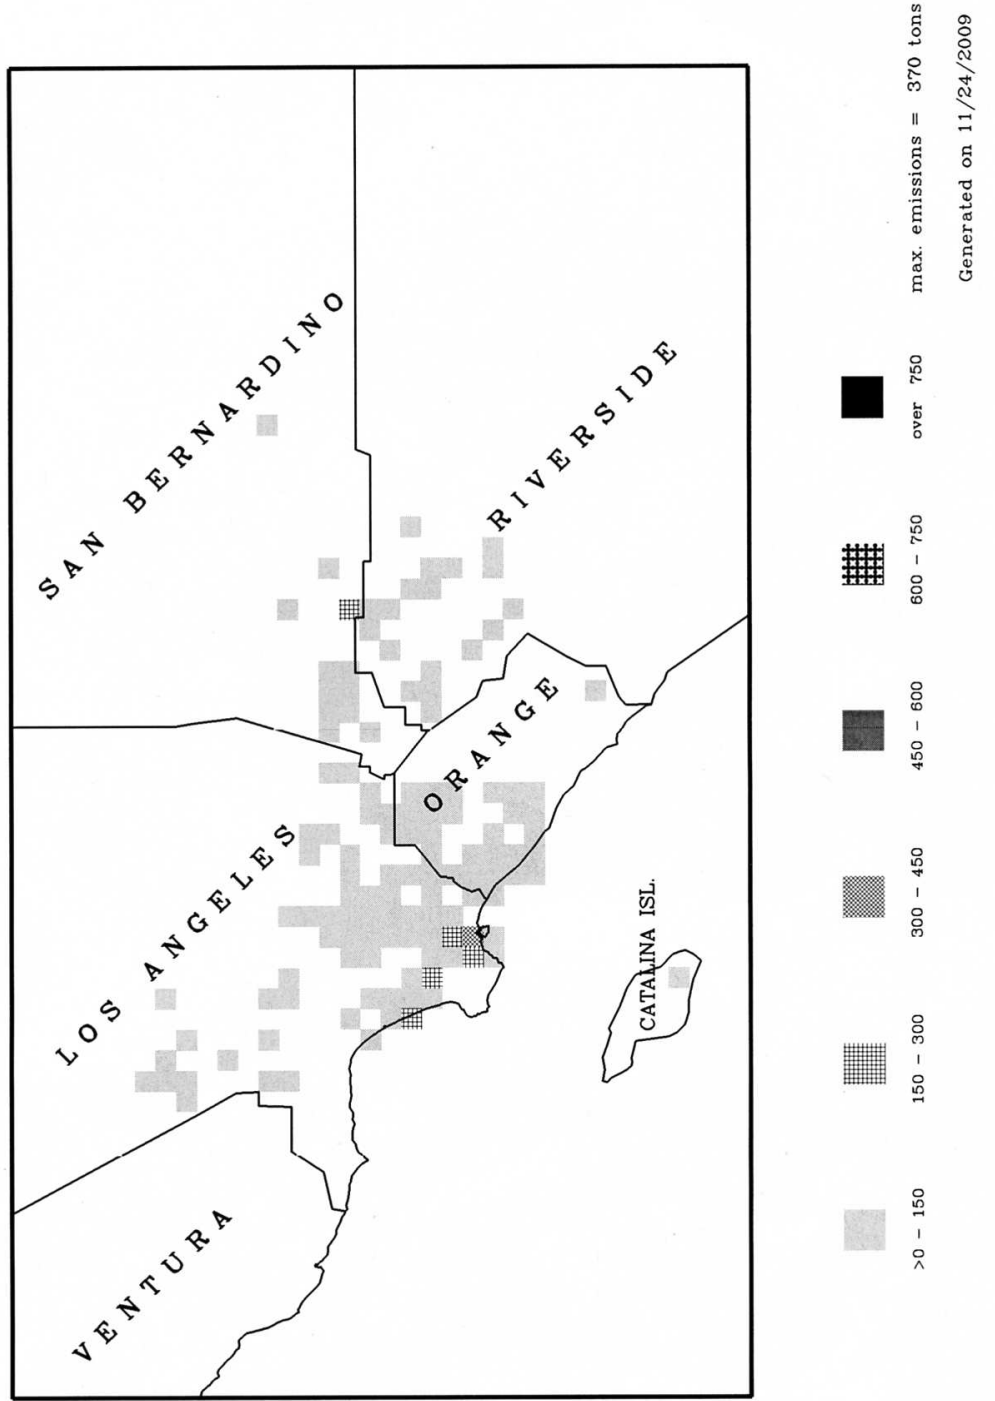 SAN BERNARDINO
LOS ANGELES
VENTURA
RIVERSIDE
ORANGE
CATALINA ISL.
>0 – 150
150 – 300
300 – 450
450 – 600
600 – 750
over 750
max. emissions = 370 tons
Generated on 11/24/2009